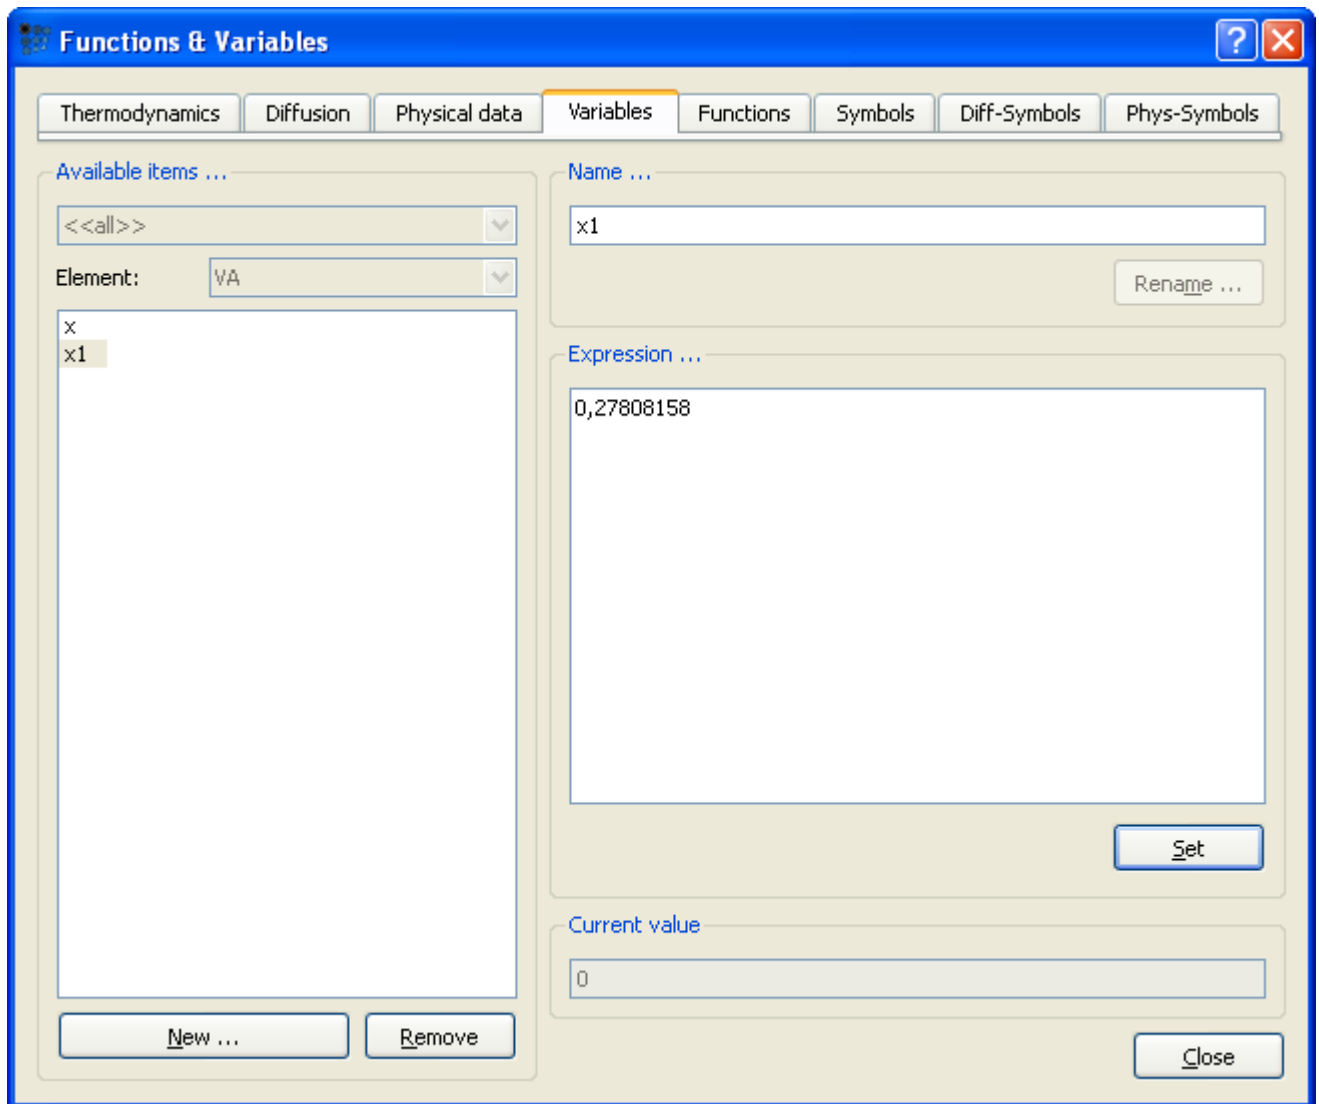 Functions & Variables
?
Thermodynamics Diffusion Physical data Variables Functions Symbols Diff-Symbols Phys-Symbols
Available items ...
<<all>>
Element: VA
x
x1
New ... Remove
Name ...
x1
Rename ...
Expression ...
0,27808158
Set
Current value
0
Close